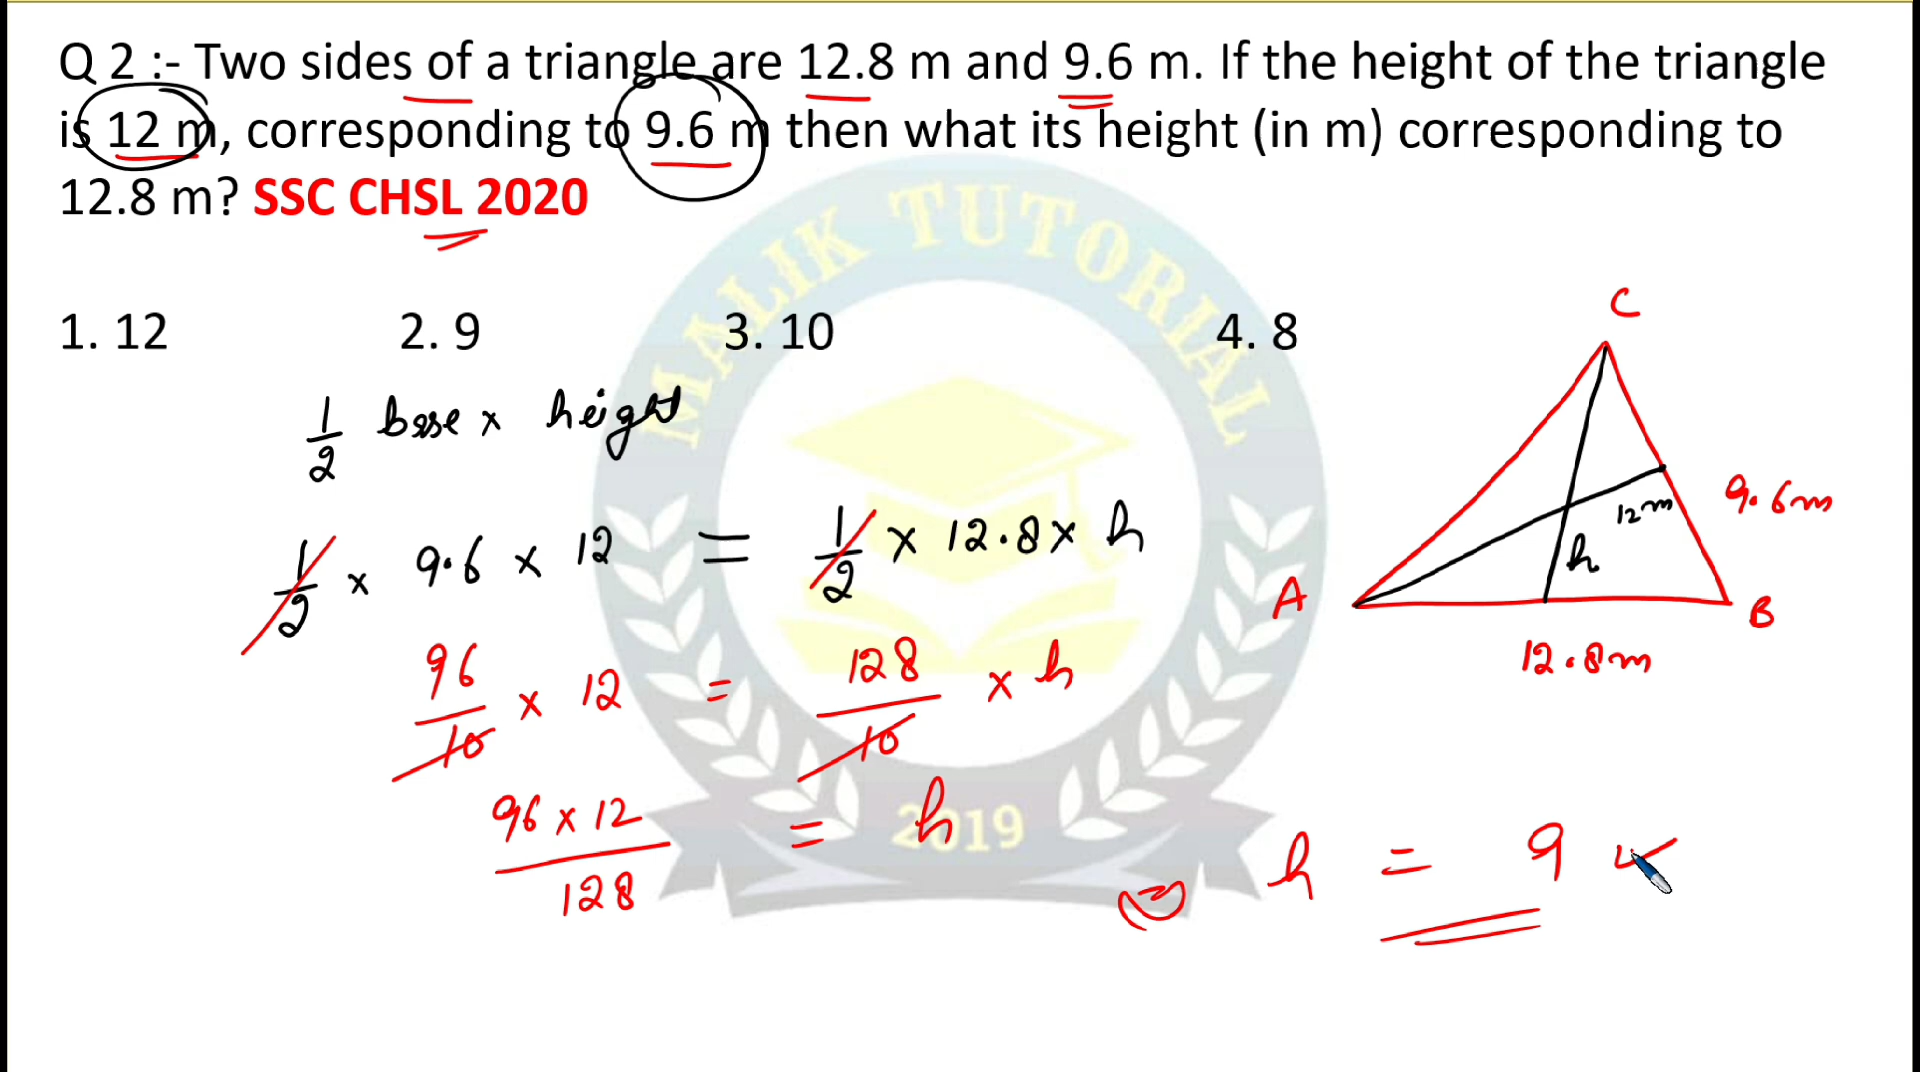 Q 2 :- Two sides of a triangle are 12.8 m and 9.6 m. If the height of the triangle
is 12 m, corresponding to 9.6 m then what its height (in m) corresponding to
12.8 m? SSC CHSL 2020
1. 12 2. 9 3. 10 4. 8
MALIK TUTORIAL
2019
1/2 base x height
1/2 x 9.6 x 12 = 1/2 x 12.8 x h
96/10 x 12 = 128/10 x h
96 x 12/128 = h
h = 9
C
9.6m
12m
h
A
B
12.8m